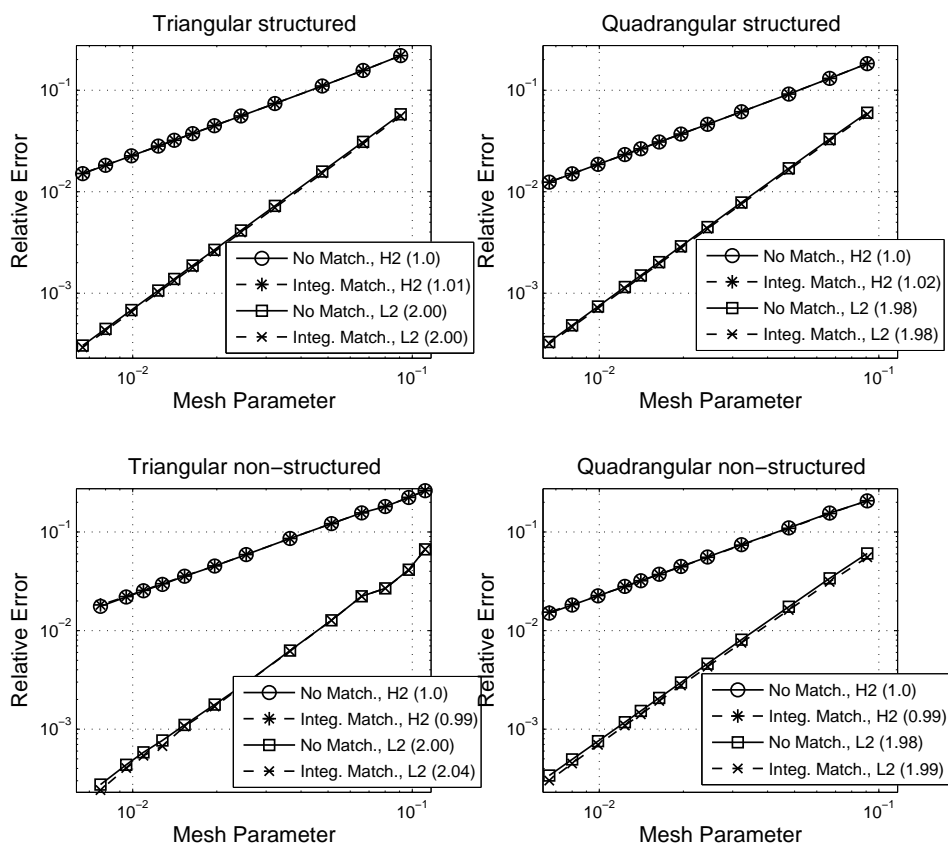 Triangular structured
Relative Error
10^−1
10^−2
10^−3
No Match., H2 (1.0)
Integ. Match., H2 (1.01)
No Match., L2 (2.00)
Integ. Match., L2 (2.00)
10^−2
10^−1
Mesh Parameter
Quadrangular structured
Relative Error
10^−1
10^−2
10^−3
No Match., H2 (1.0)
Integ. Match., H2 (1.02)
No Match., L2 (1.98)
Integ. Match., L2 (1.98)
10^−2
10^−1
Mesh Parameter
Triangular non−structured
Relative Error
10^−1
10^−2
10^−3
No Match., H2 (1.0)
Integ. Match., H2 (0.99)
No Match., L2 (2.00)
Integ. Match., L2 (2.04)
10^−2
10^−1
Mesh Parameter
Quadrangular non−structured
Relative Error
10^−1
10^−2
10^−3
No Match., H2 (1.0)
Integ. Match., H2 (0.99)
No Match., L2 (1.98)
Integ. Match., L2 (1.99)
10^−2
10^−1
Mesh Parameter